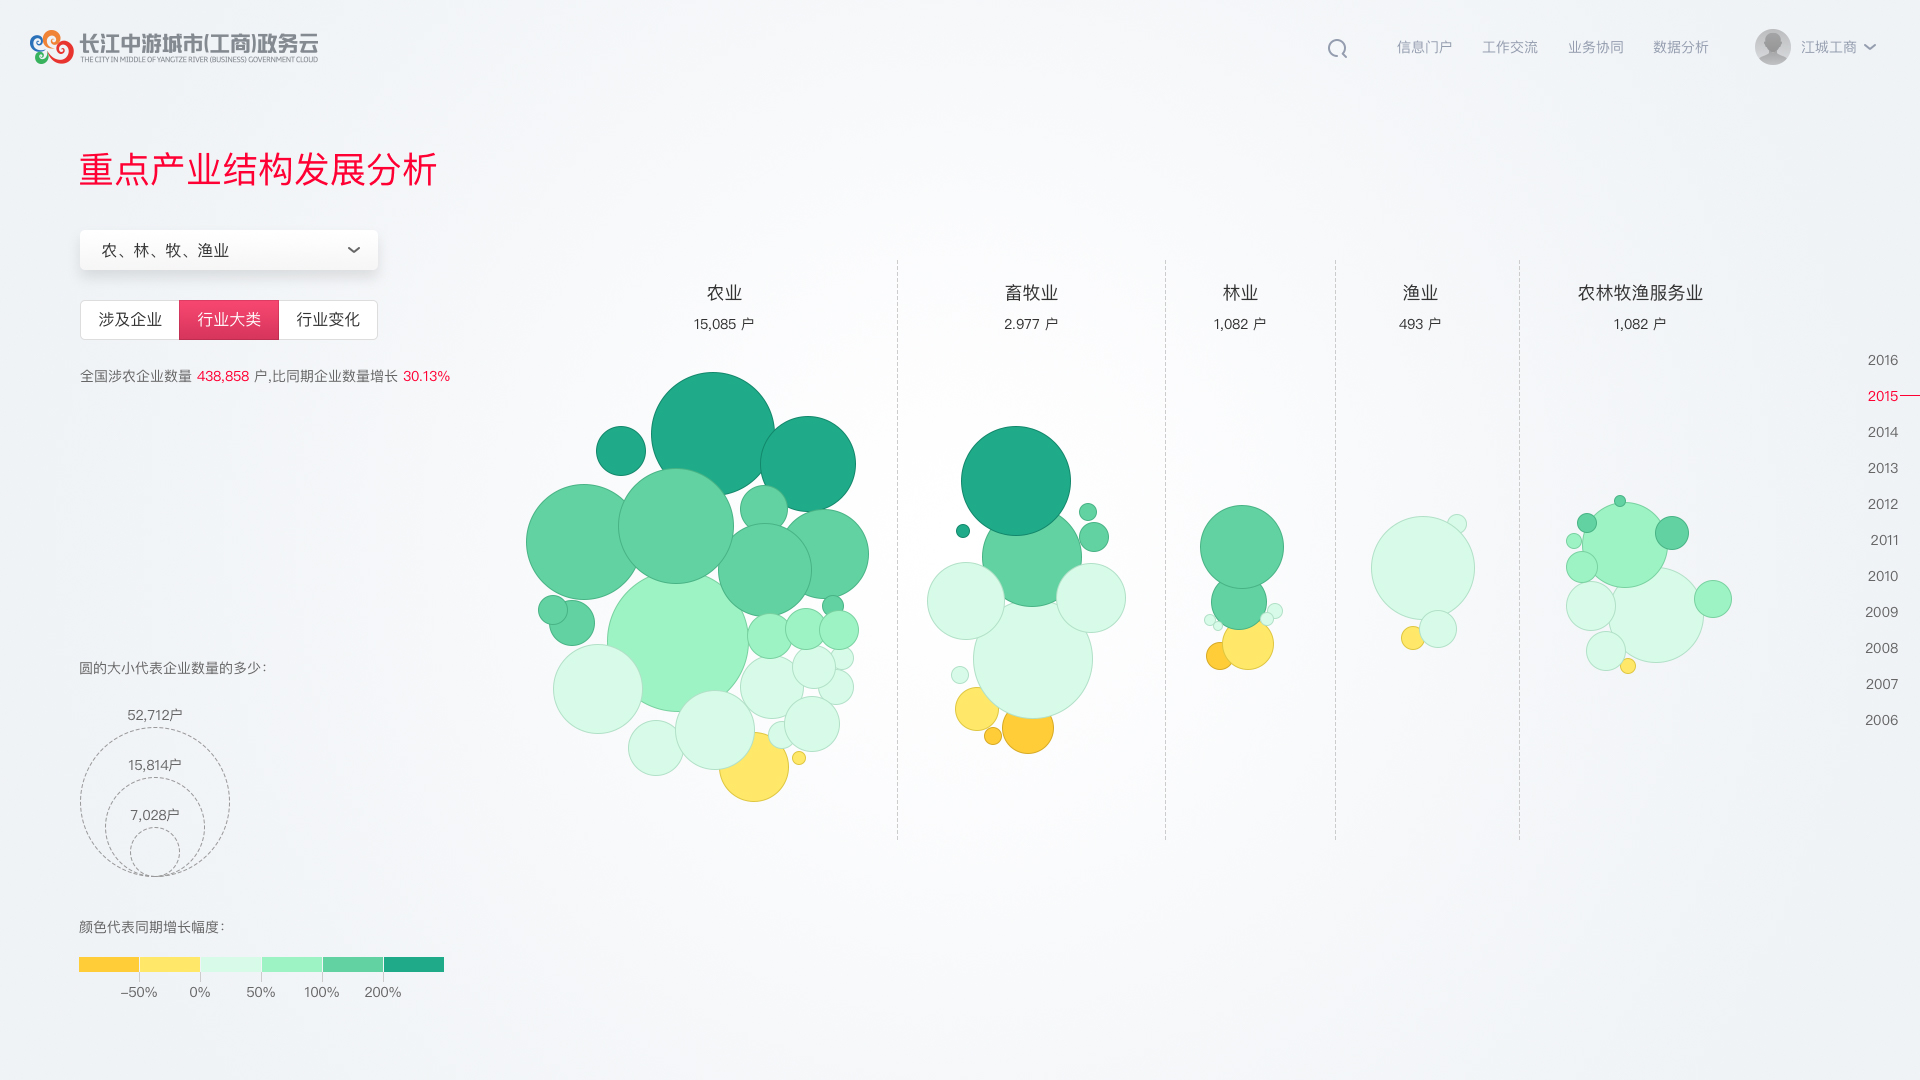 长江中游城市(工商)政务云
THE CITY IN MIDDLE OF YANGTZE RIVER (BUSINESS) GOVERNMENT CLOUD
信息门户
工作交流
业务协同
数据分析
江城工商
重点产业结构发展分析
农、林、牧、渔业
涉及企业
行业大类
行业变化
全国涉农企业数量 438,858 户,比同期企业数量增长 30.13%
农业
15,085 户
畜牧业
2.977 户
林业
1,082 户
渔业
493 户
农林牧渔服务业
1,082 户
2016
2015
2014
2013
2012
2011
2010
2009
2008
2007
2006
圆的大小代表企业数量的多少：
52,712户
15,814户
7,028户
颜色代表同期增长幅度：
–50%
0%
50%
100%
200%